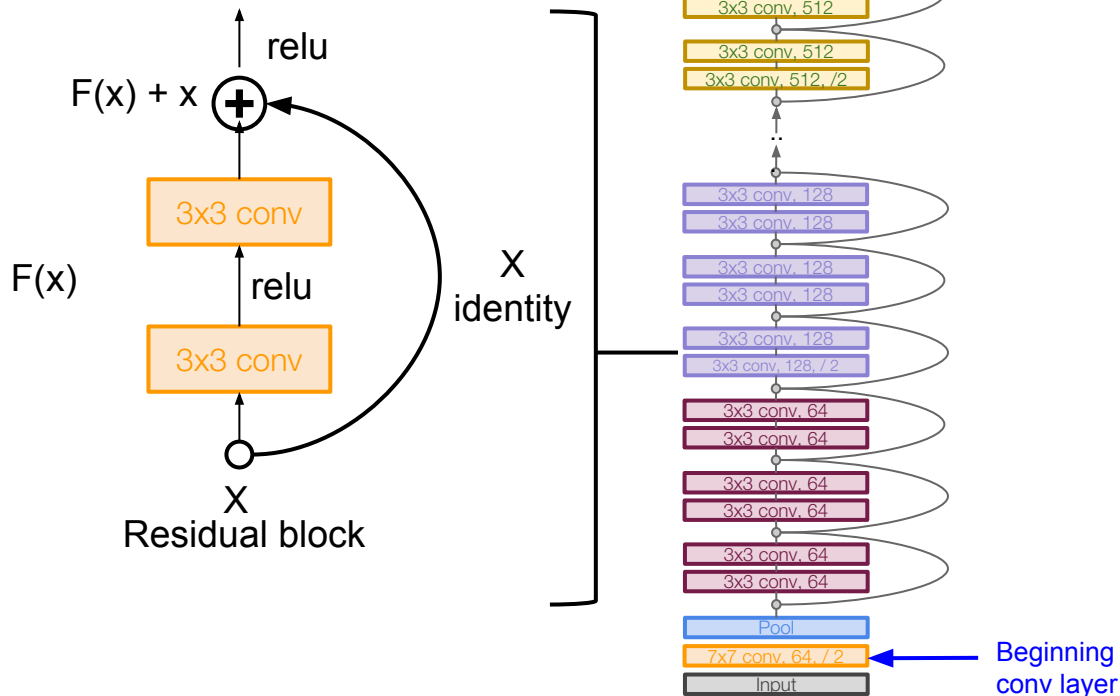 relu
F(x) + x
3x3 conv
F(x)
relu
X
identity
3x3 conv
X
Residual block
3x3 conv, 512
3x3 conv, 512
3x3 conv, 512, /2
..
3x3 conv, 128
3x3 conv, 128
3x3 conv, 128
3x3 conv, 128
3x3 conv, 128
3x3 conv, 128, / 2
3x3 conv, 64
3x3 conv, 64
3x3 conv, 64
3x3 conv, 64
3x3 conv, 64
3x3 conv, 64
Pool
7x7 conv, 64, / 2
Input
Beginning
conv layer